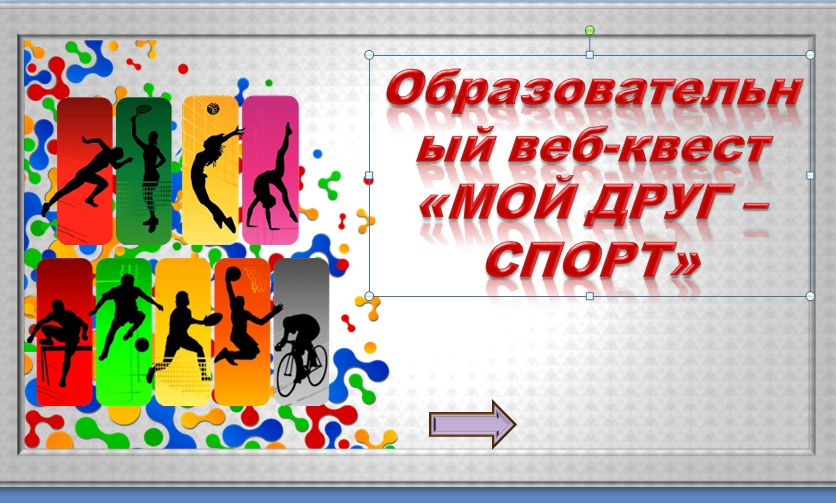 Образовательн
ый веб-квест
«МОЙ ДРУГ –
СПОРТ»